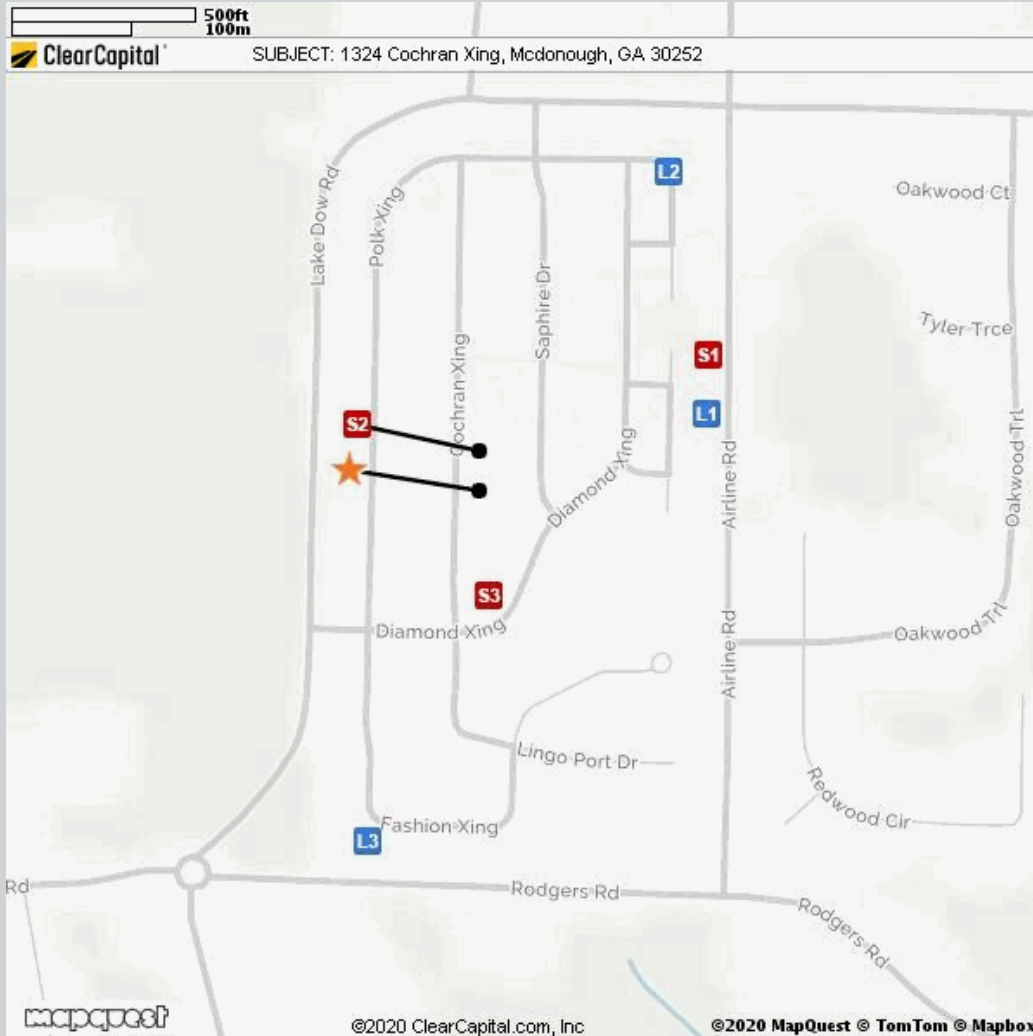 500ft
100m
ClearCapital
SUBJECT: 1324 Cochran Xing, Mcdonough, GA 30252
L2
Oakwood Ct
Lake Dow Rd
Polk Xing
Saphire Dr
Tyler Trce
Cochran Xing
S1
L1
S2
Diamond Xing
Airline Rd
Oakwood Trl
S3
Diamond Xing
Airline Rd
Oakwood Trl
Lingo Port Dr
Redwood Cir
Fashion Xing
L3
Rd
Rodgers Rd
Rodgers Rd
mapquest
©2020 ClearCapital.com, Inc
©2020 MapQuest © TomTom © Mapbox